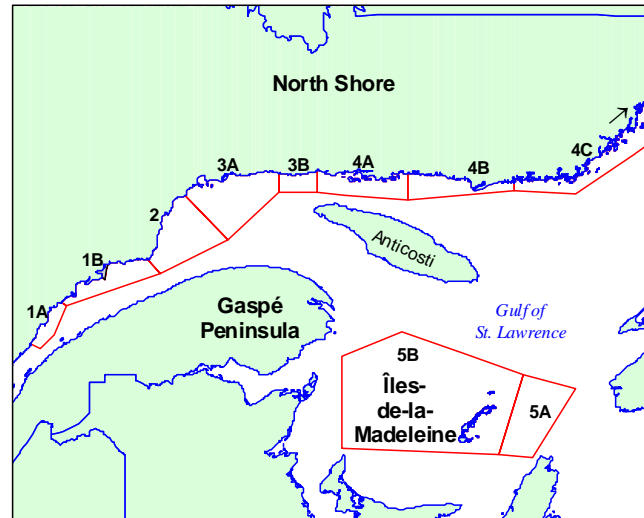 North Shore
3A
3B
4A
4B
4C
2
1B
1A
Anticosti
Gaspé
Peninsula
Gulf of
St. Lawrence
5B
Îles-
de-la-
Madeleine
5A